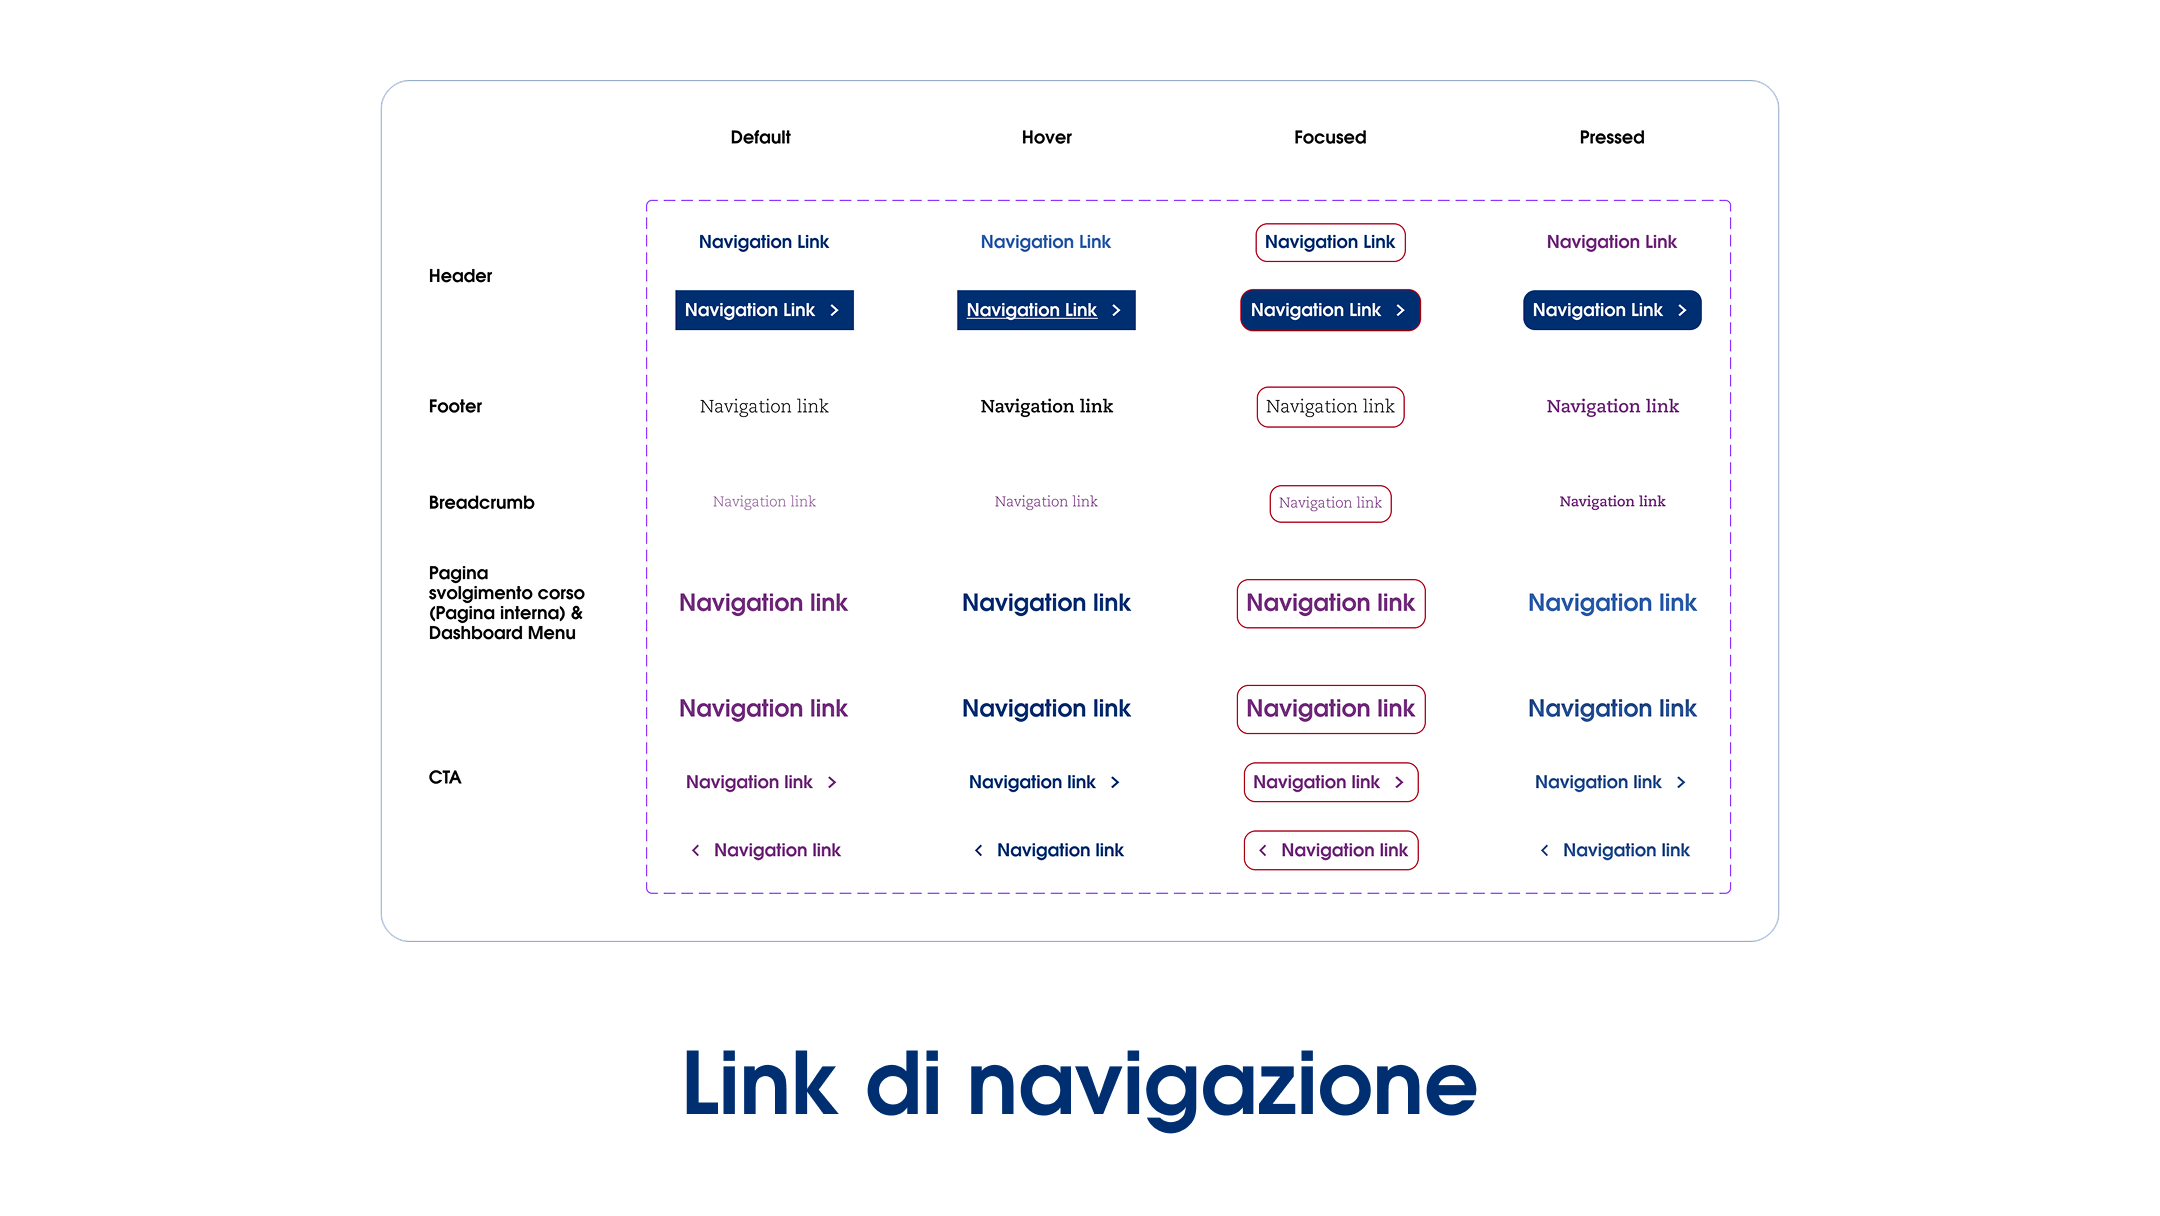 Default Hover Focused Pressed
Header
Navigation Link Navigation Link Navigation Link Navigation Link
Navigation Link > Navigation Link > Navigation Link > Navigation Link >
Footer
Navigation link Navigation link Navigation link Navigation link
Breadcrumb
Navigation link Navigation link Navigation link Navigation link
Pagina
svolgimento corso
(Pagina interna) &
Dashboard Menu
Navigation link Navigation link Navigation link Navigation link
CTA
Navigation link Navigation link Navigation link Navigation link
Navigation link > Navigation link > Navigation link > Navigation link >
< Navigation link < Navigation link < Navigation link < Navigation link
Link di navigazione